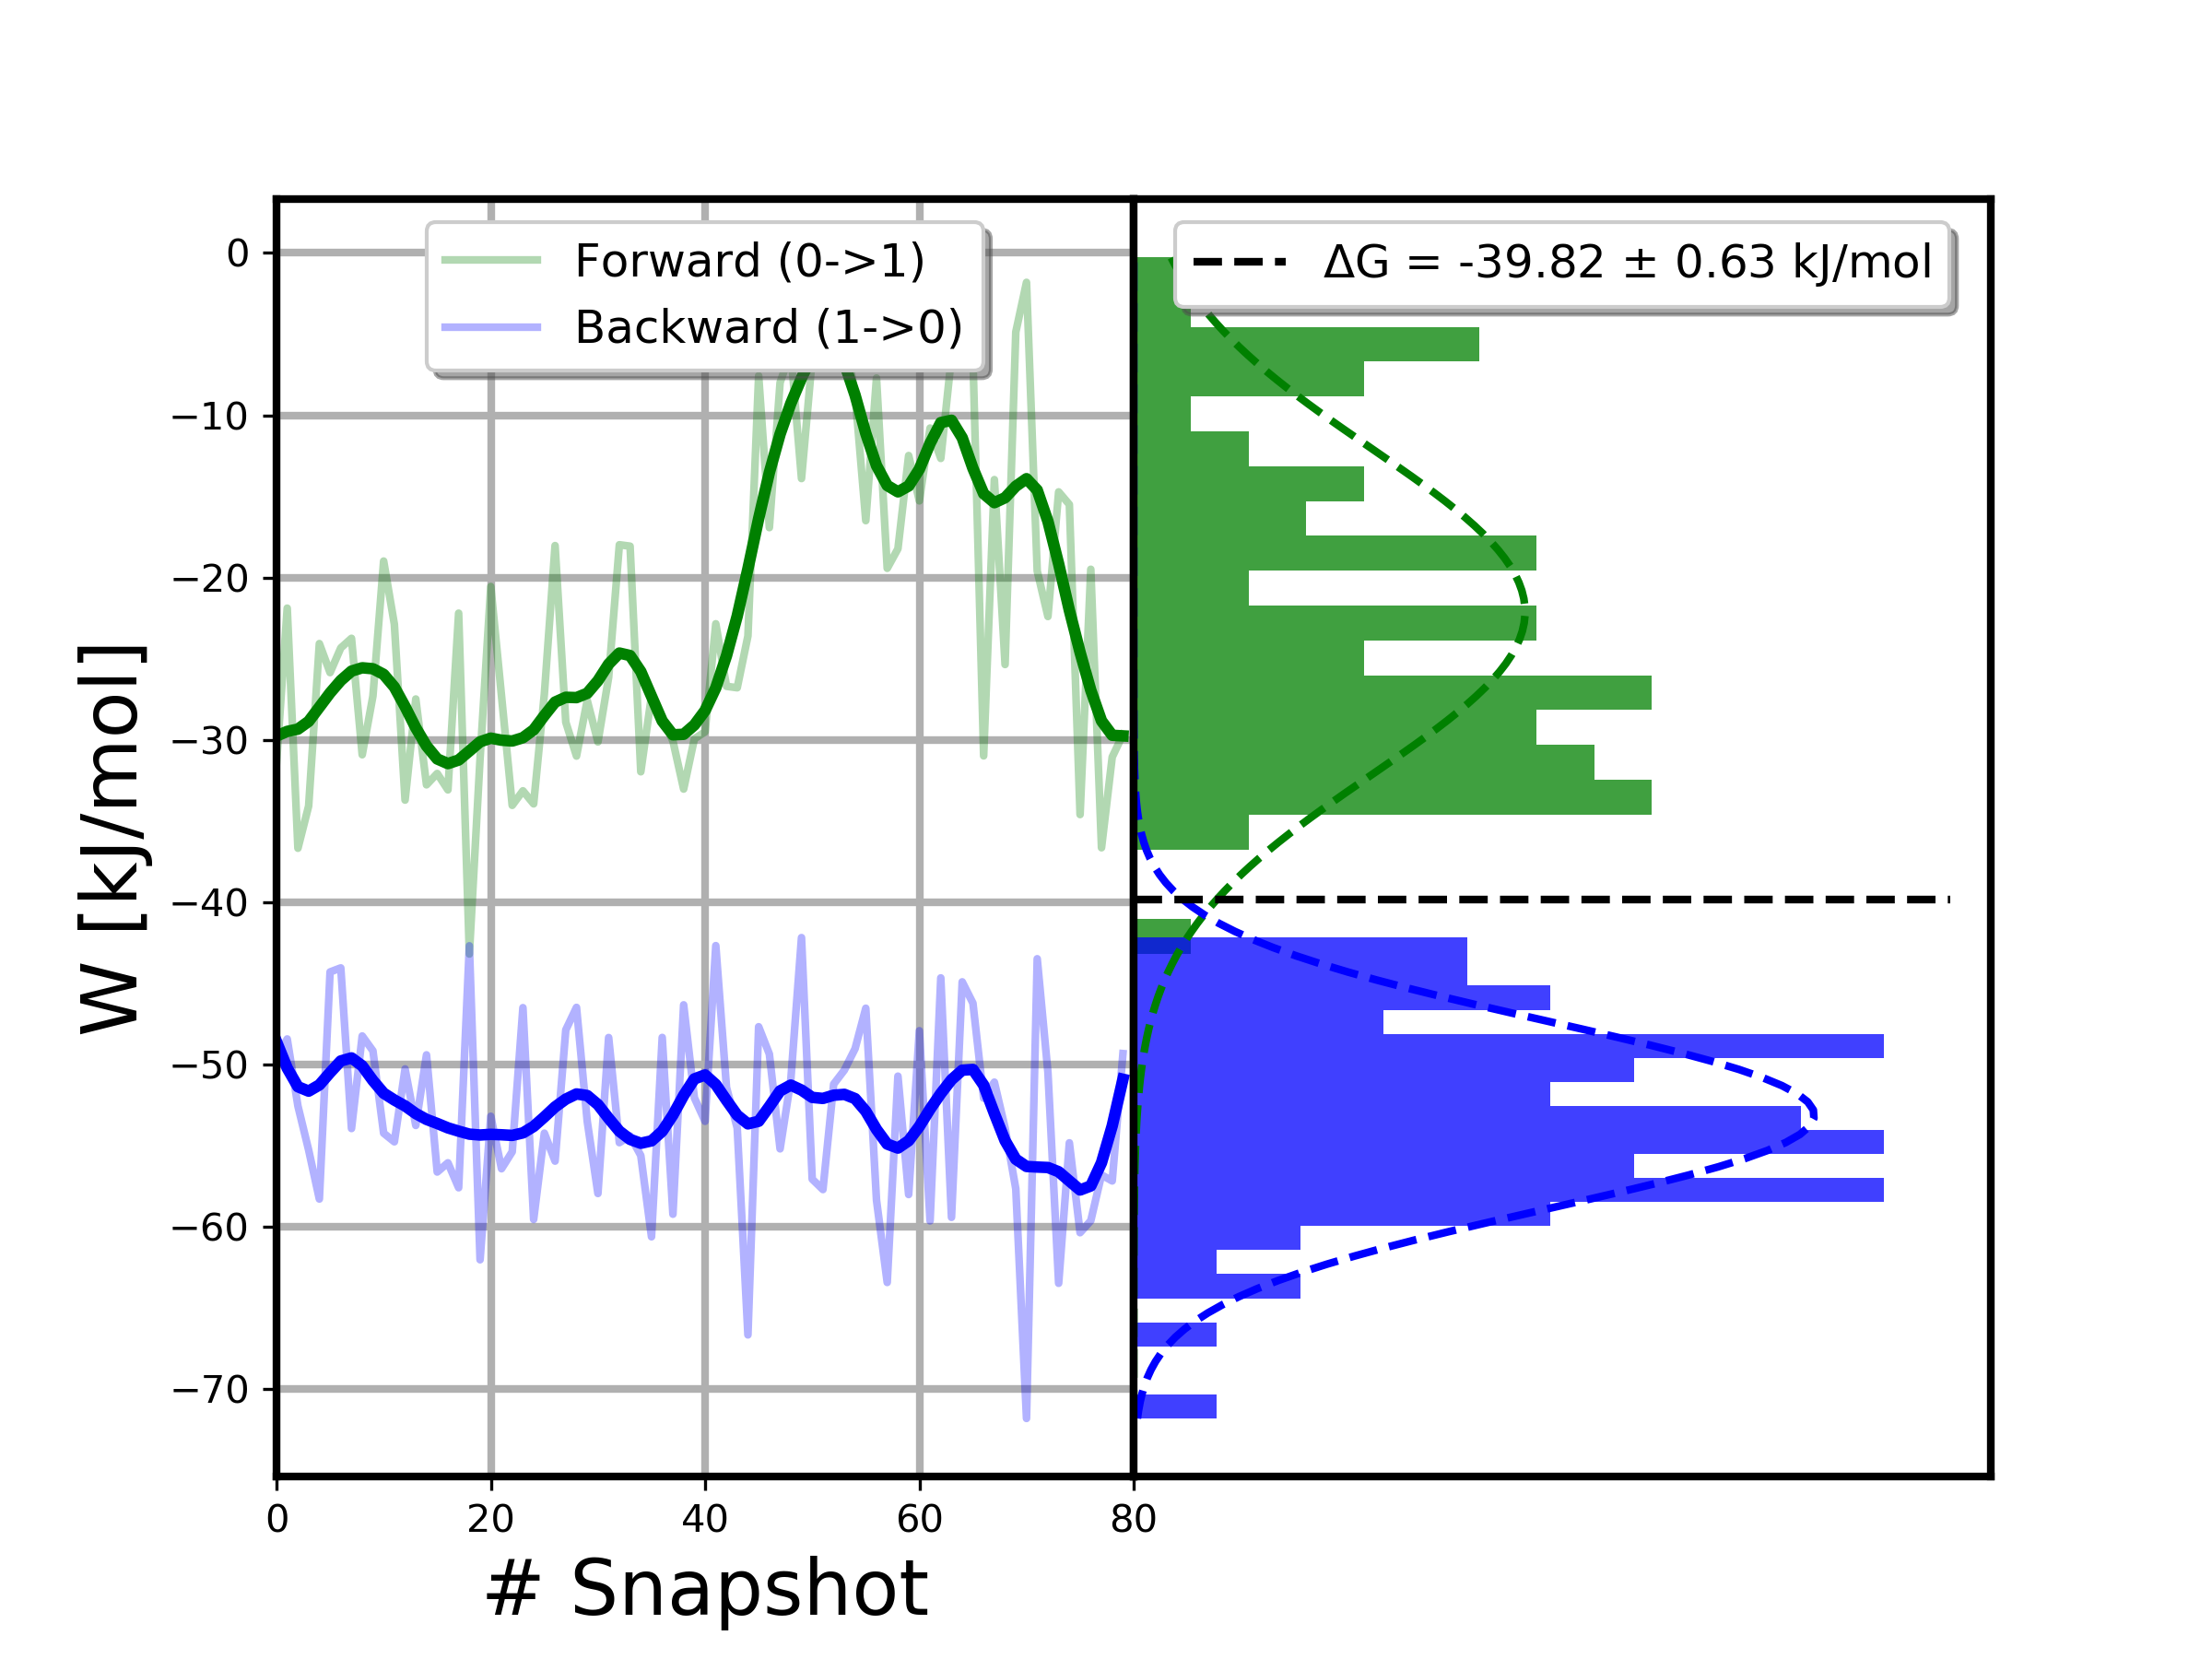 Forward (0->1)
Backward (1->0)
ΔG = -39.82 ± 0.63 kJ/mol
0
−10
−20
−30
−40
−50
−60
−70
W [kJ/mol]
0 20 40 60 80
# Snapshot